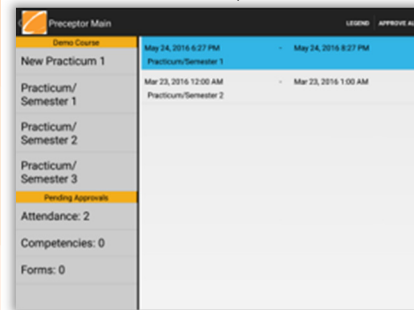 Preceptor Main
LEGEND APPROVE AL
Demo Course
New Practicum 1
Practicum/
Semester 1
Practicum/
Semester 2
Practicum/
Semester 3
Pending Approvals
Attendance: 2
Competencies: 0
Forms: 0
May 24, 2016 6:27 PM - May 24, 2016 8:27 PM
Practicum/Semester 1
Mar 23, 2016 12:00 AM - Mar 23, 2016 1:00 AM
Practicum/Semester 2